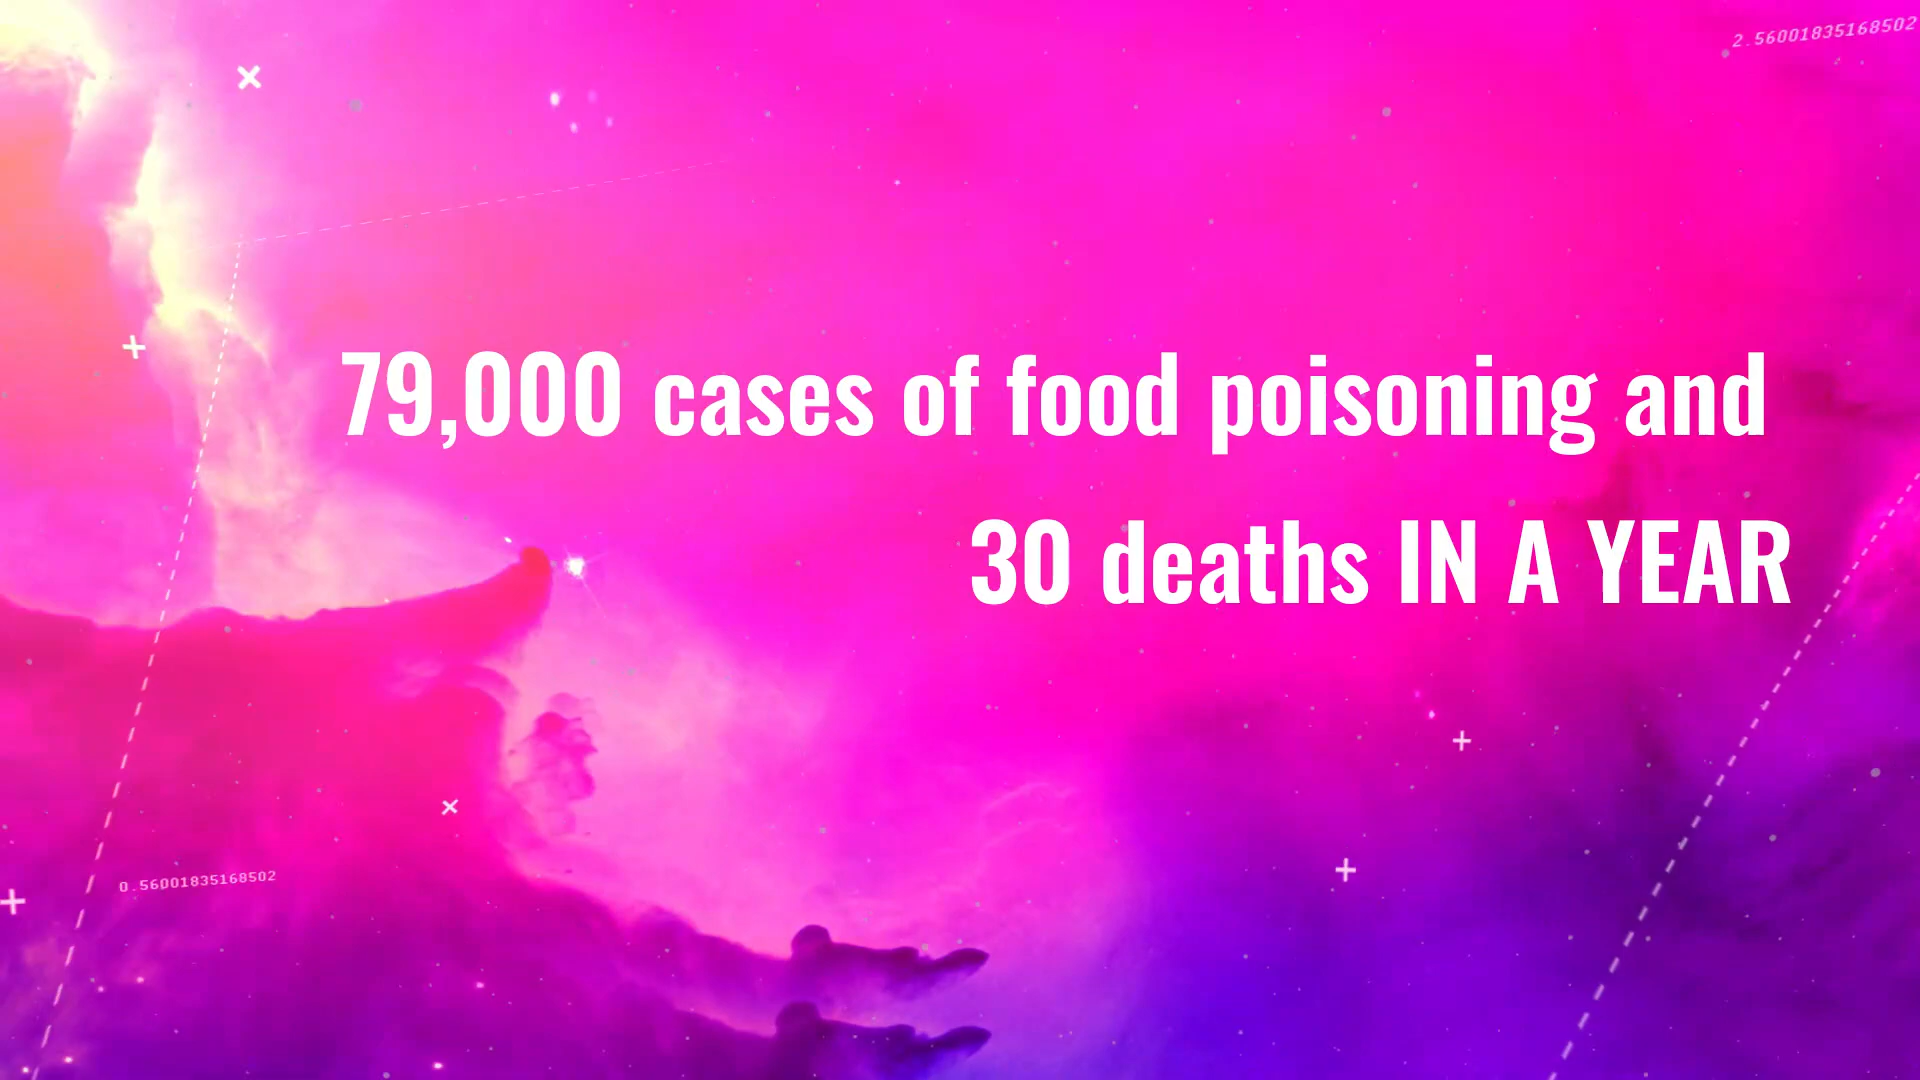 2.56001835168502
79,000 cases of food poisoning and
30 deaths IN A YEAR
0.56001835168502